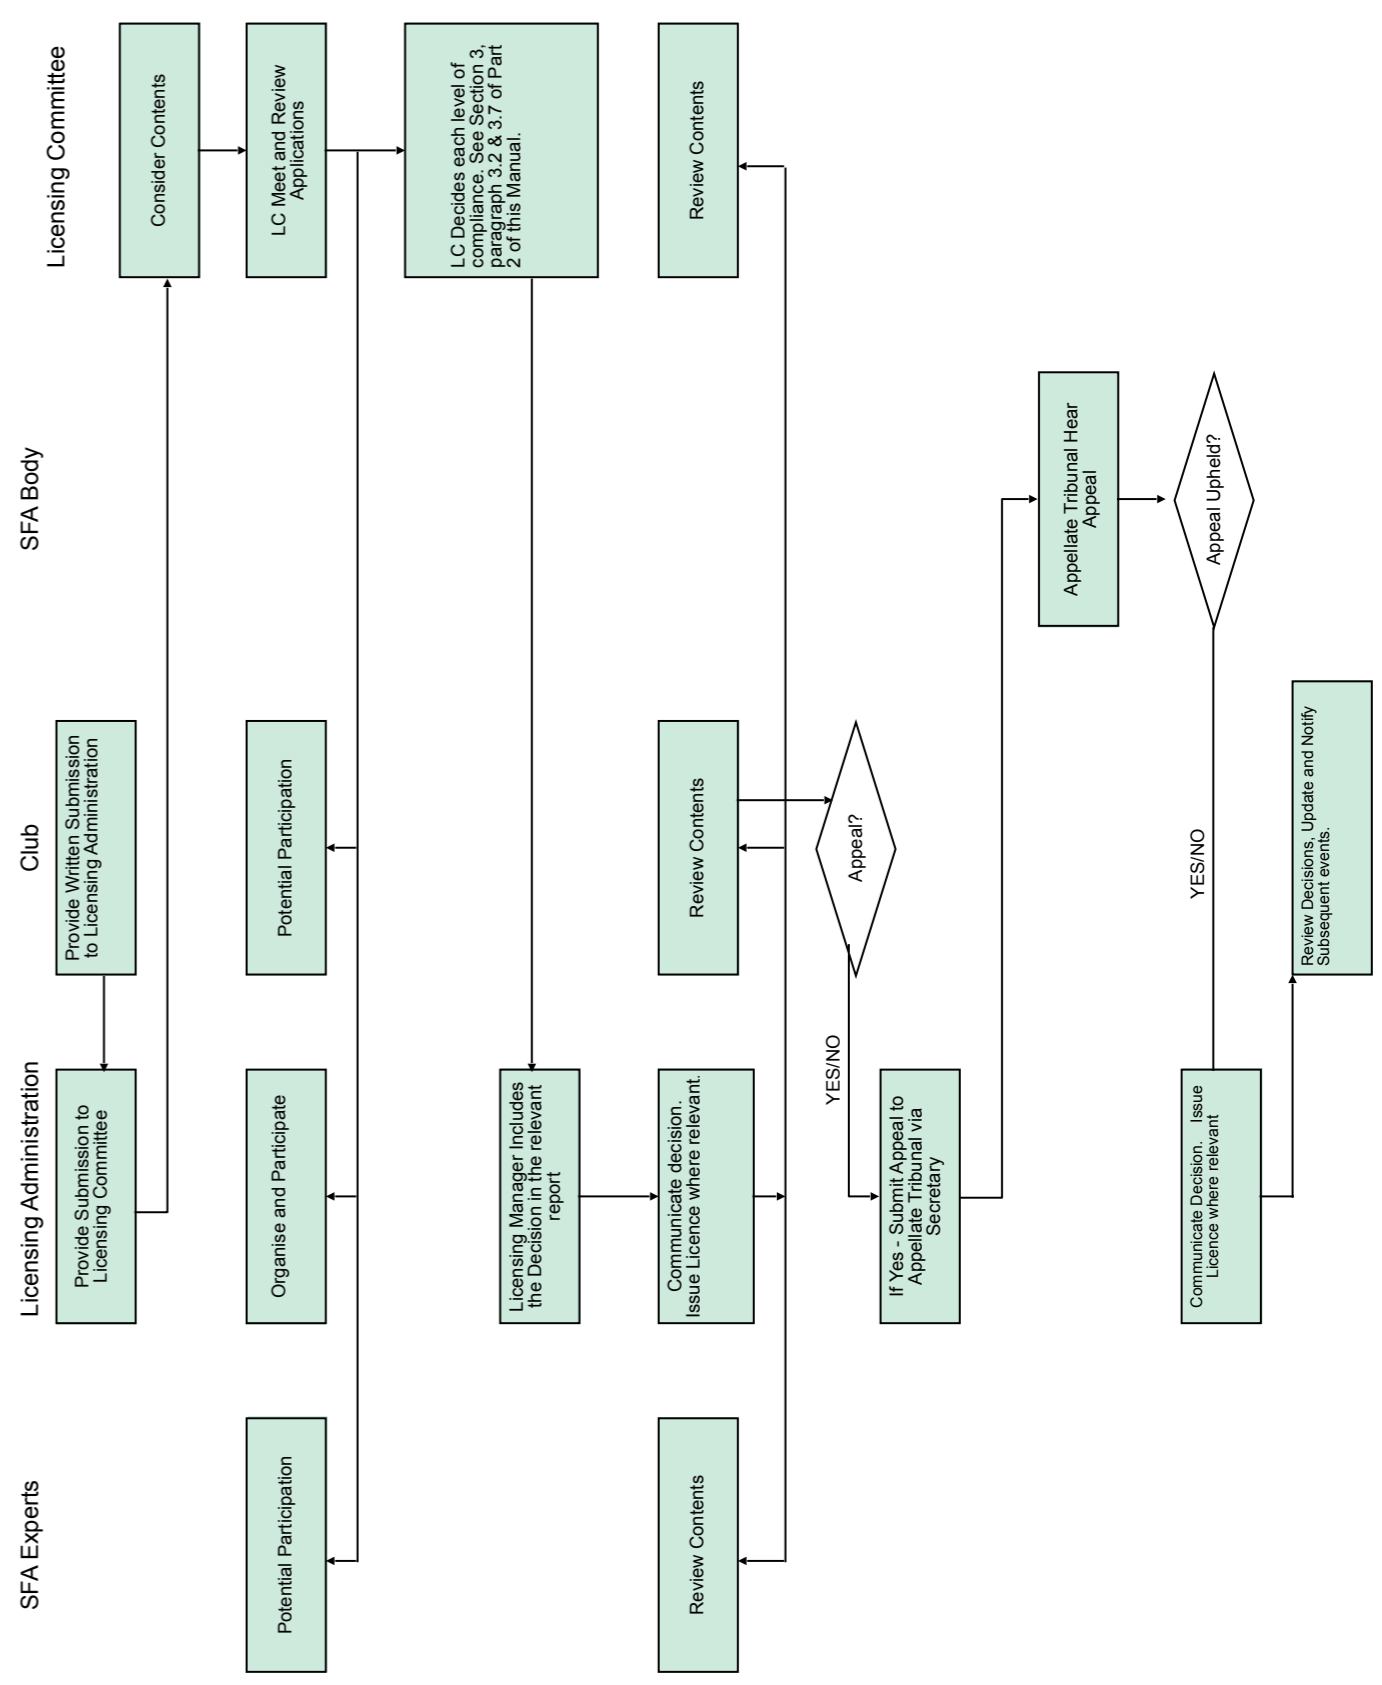 SFA Experts
Licensing Administration
Club
SFA Body
Licensing Committee
Provide Submission to
Licensing Committee
Provide Written Submission
to Licensing Administration
Consider Contents
Potential Participation
Organise and Participate
Potential Participation
LC Meet and Review
Applications
LC Decides each level of
compliance. See Section 3,
paragraph 3.2 & 3.7 of Part
2 of this Manual.
Licensing Manager Includes
the Decision in the relevant
report
Review Contents
Communicate decision.
Issue Licence where relevant.
Review Contents
Review Contents
Appeal?
YES/NO
If Yes - Submit Appeal to
Appellate Tribunal via
Secretary
Appellate Tribunal Hear
Appeal
Appeal Upheld?
YES/NO
Communicate Decision. Issue
Licence where relevant
Review Decisions, Update and Notify
Subsequent events.